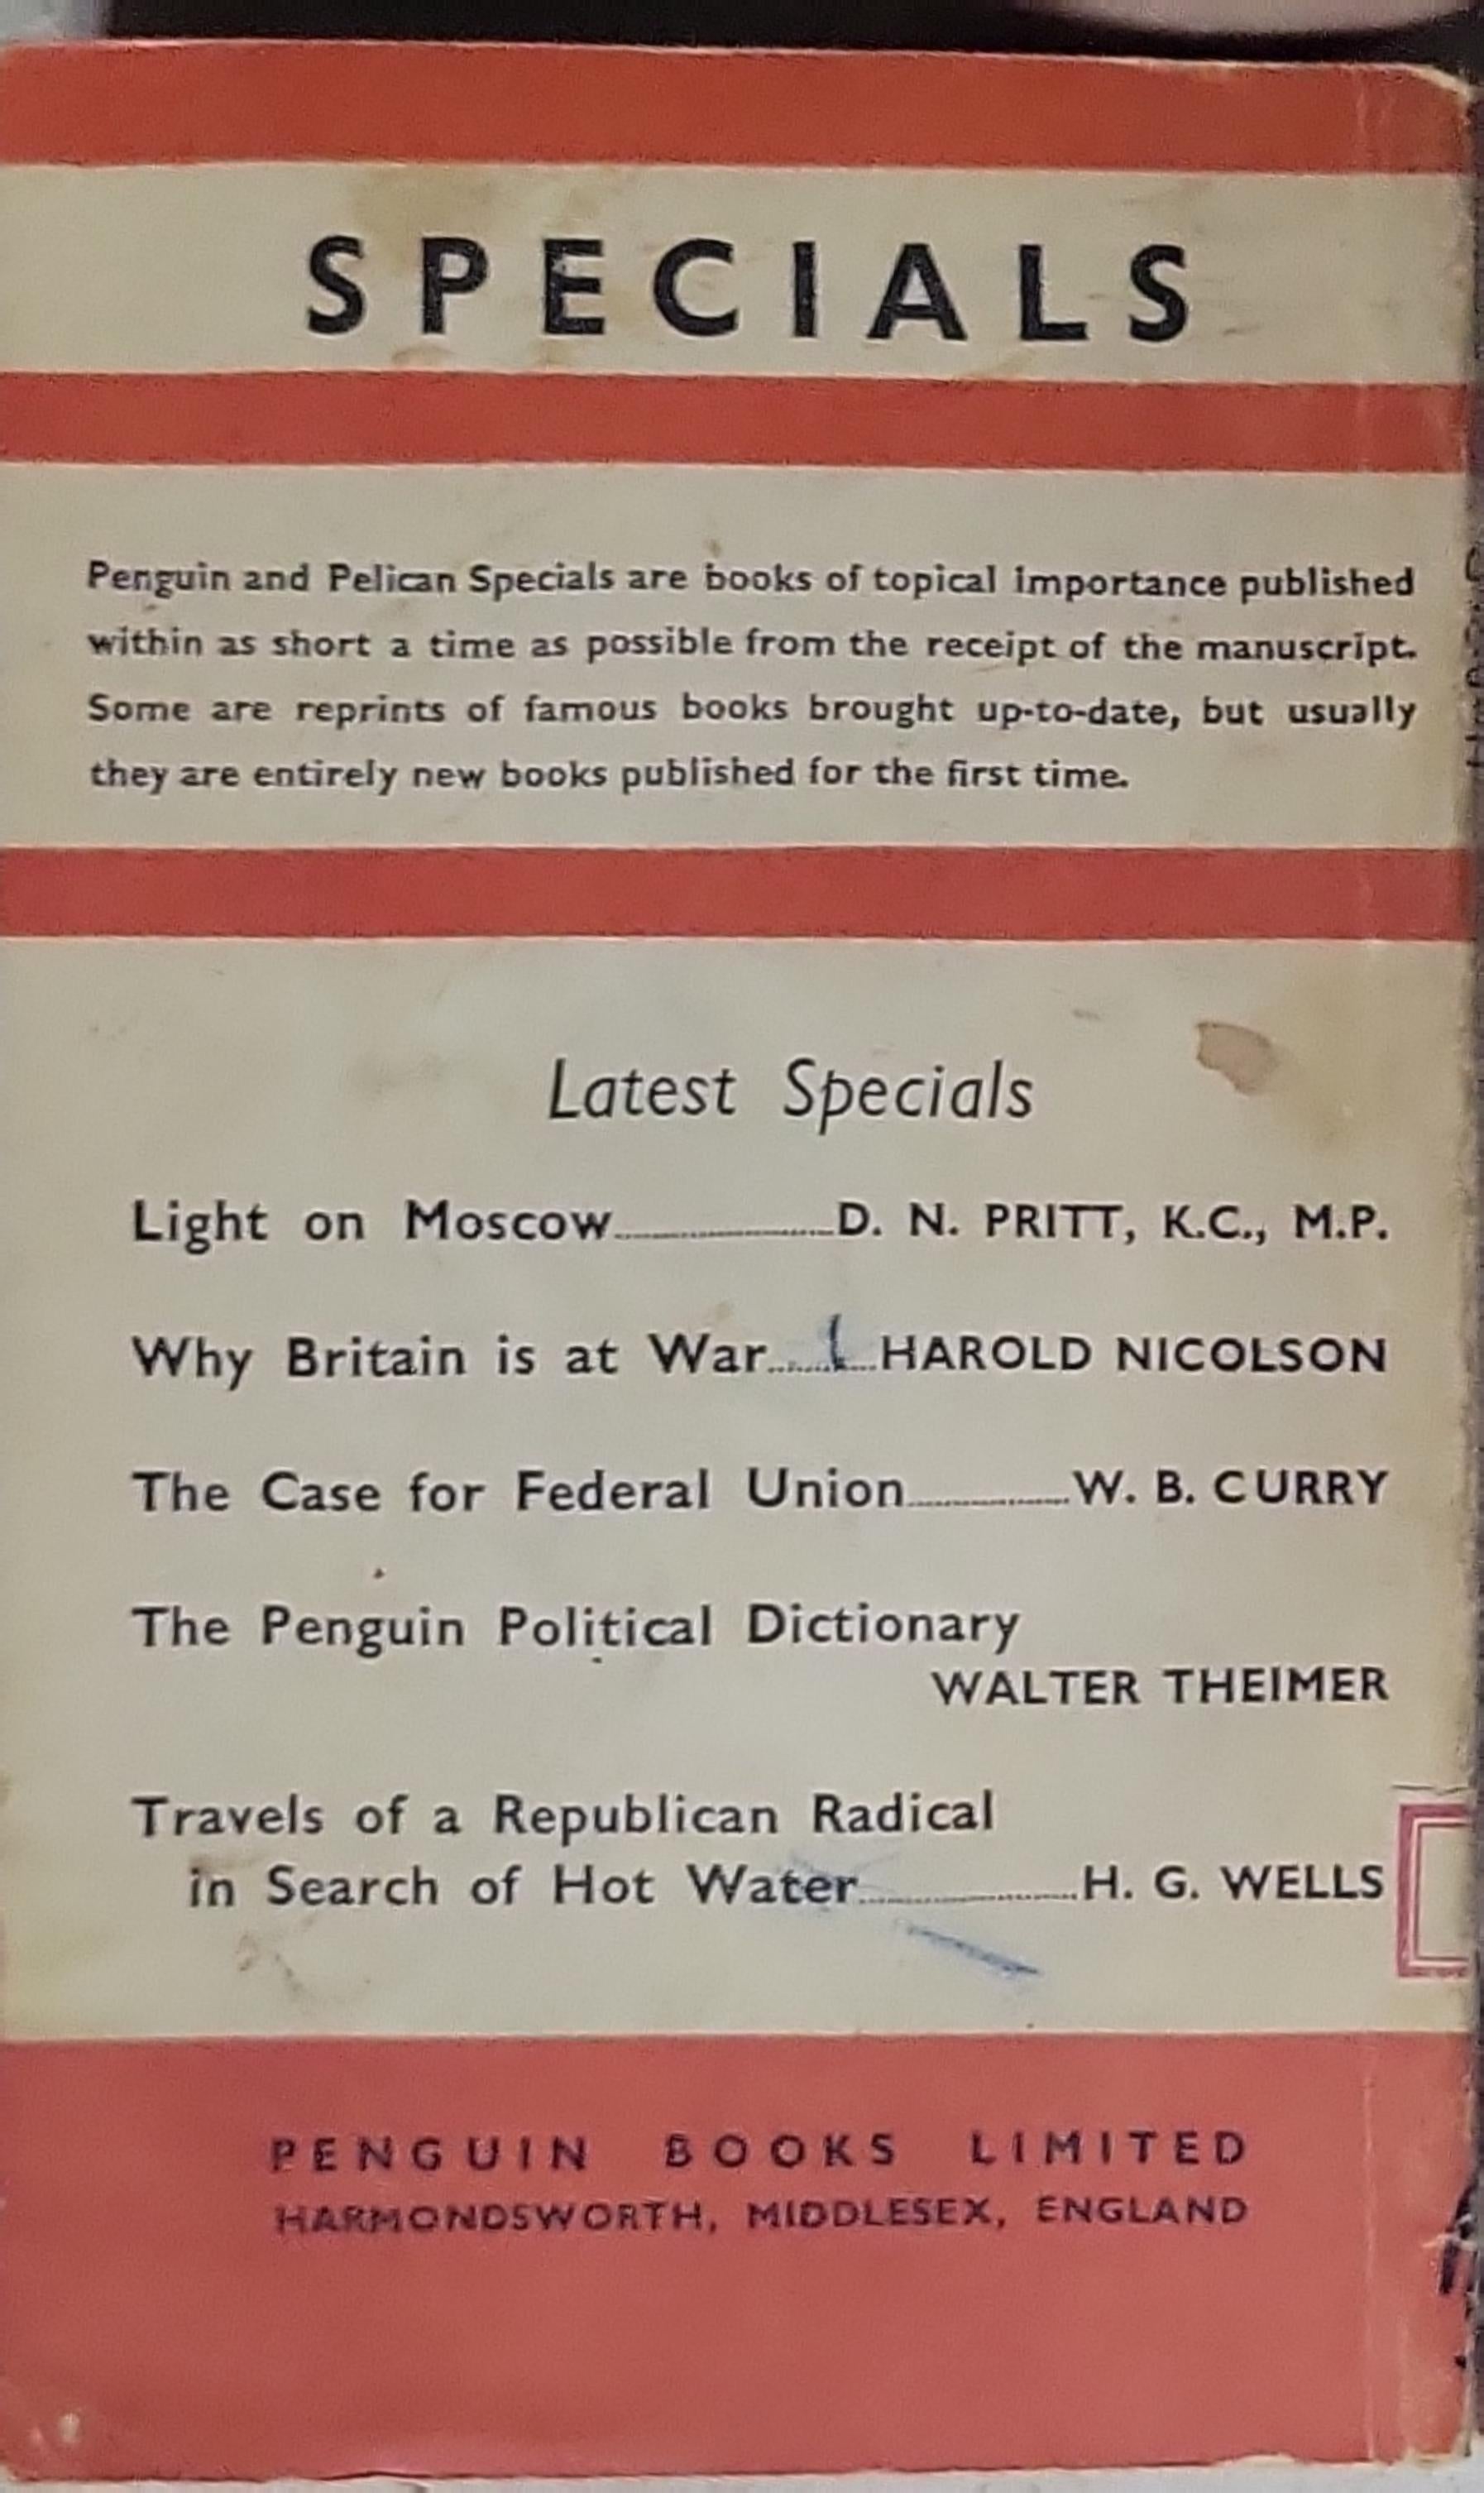 SPECIALS
Penguin and Pelican Specials are books of topical importance published
within as short a time as possible from the receipt of the manuscript.
Some are reprints of famous books brought up-to-date, but usually
they are entirely new books published for the first time.
Latest Specials
Light on Moscow............D. N. PRITT, K.C., M.P.
Why Britain is at War............HAROLD NICOLSON
The Case for Federal Union............W. B. CURRY
The Penguin Political Dictionary
WALTER THEIMER
Travels of a Republican Radical
in Search of Hot Water............H. G. WELLS
PENGUIN BOOKS LIMITED
HARMONDSWORTH, MIDDLESEX, ENGLAND